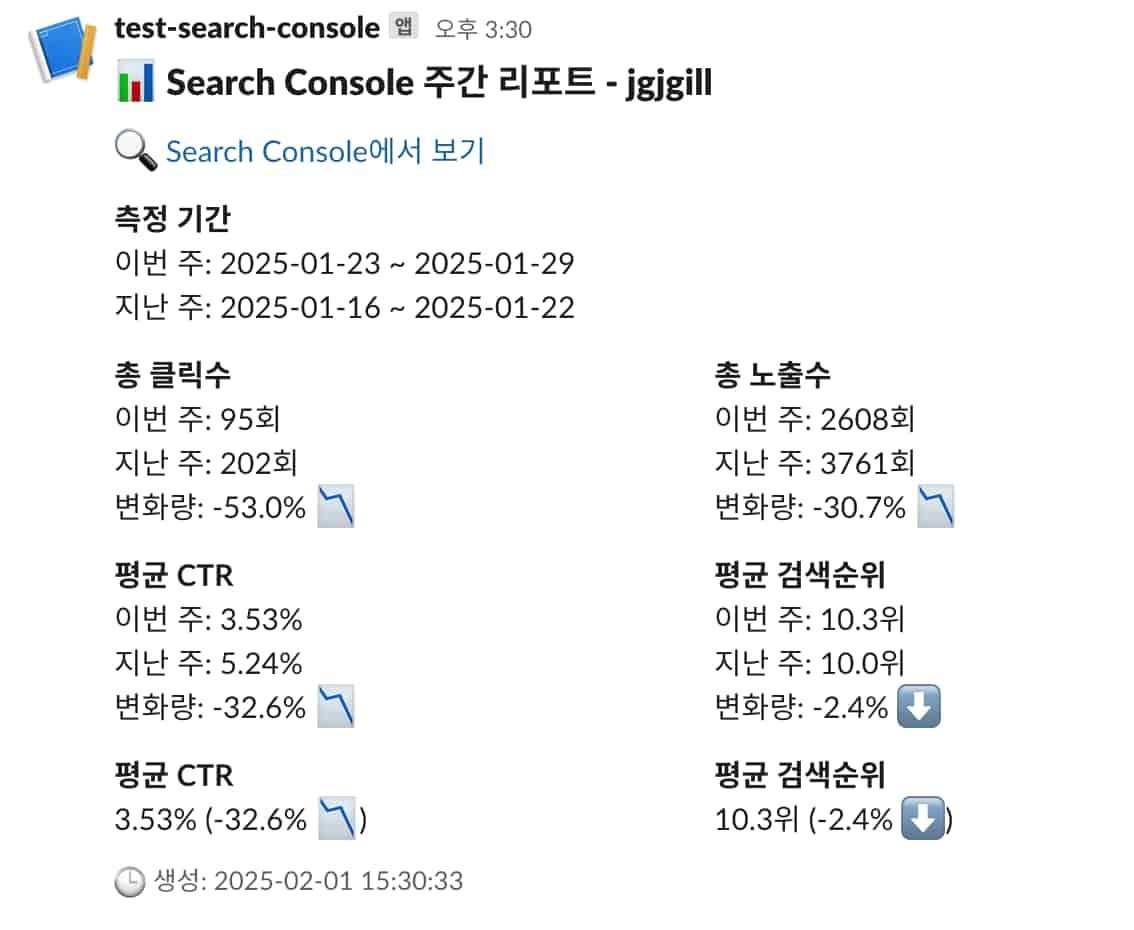 test-search-console 앱 오후 3:30
Search Console 주간 리포트 - jgjgill
Search Console에서 보기
측정 기간
이번 주: 2025-01-23 ~ 2025-01-29
지난 주: 2025-01-16 ~ 2025-01-22
총 클릭수
이번 주: 95회
지난 주: 202회
변화량: -53.0%
총 노출수
이번 주: 2608회
지난 주: 3761회
변화량: -30.7%
평균 CTR
이번 주: 3.53%
지난 주: 5.24%
변화량: -32.6%
평균 검색순위
이번 주: 10.3위
지난 주: 10.0위
변화량: -2.4%
평균 CTR
3.53% (-32.6% )
평균 검색순위
10.3위 (-2.4% )
생성: 2025-02-01 15:30:33